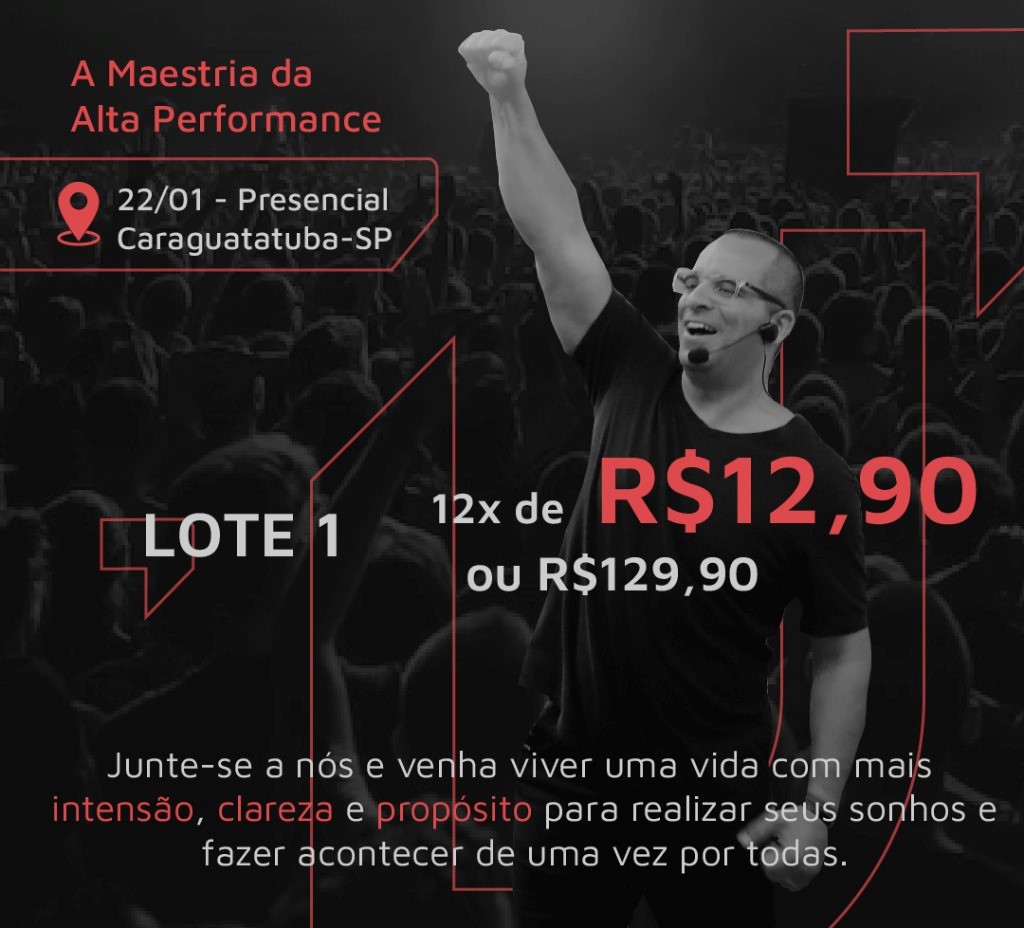 A Maestria da
Alta Performance
22/01 - Presencial
Caraguatatuba-SP
LOTE 1
12x de R$12,90
ou R$129,90
Junte-se a nós e venha viver uma vida com mais
intensão, clareza e propósito para realizar seus sonhos e
fazer acontecer de uma vez por todas.